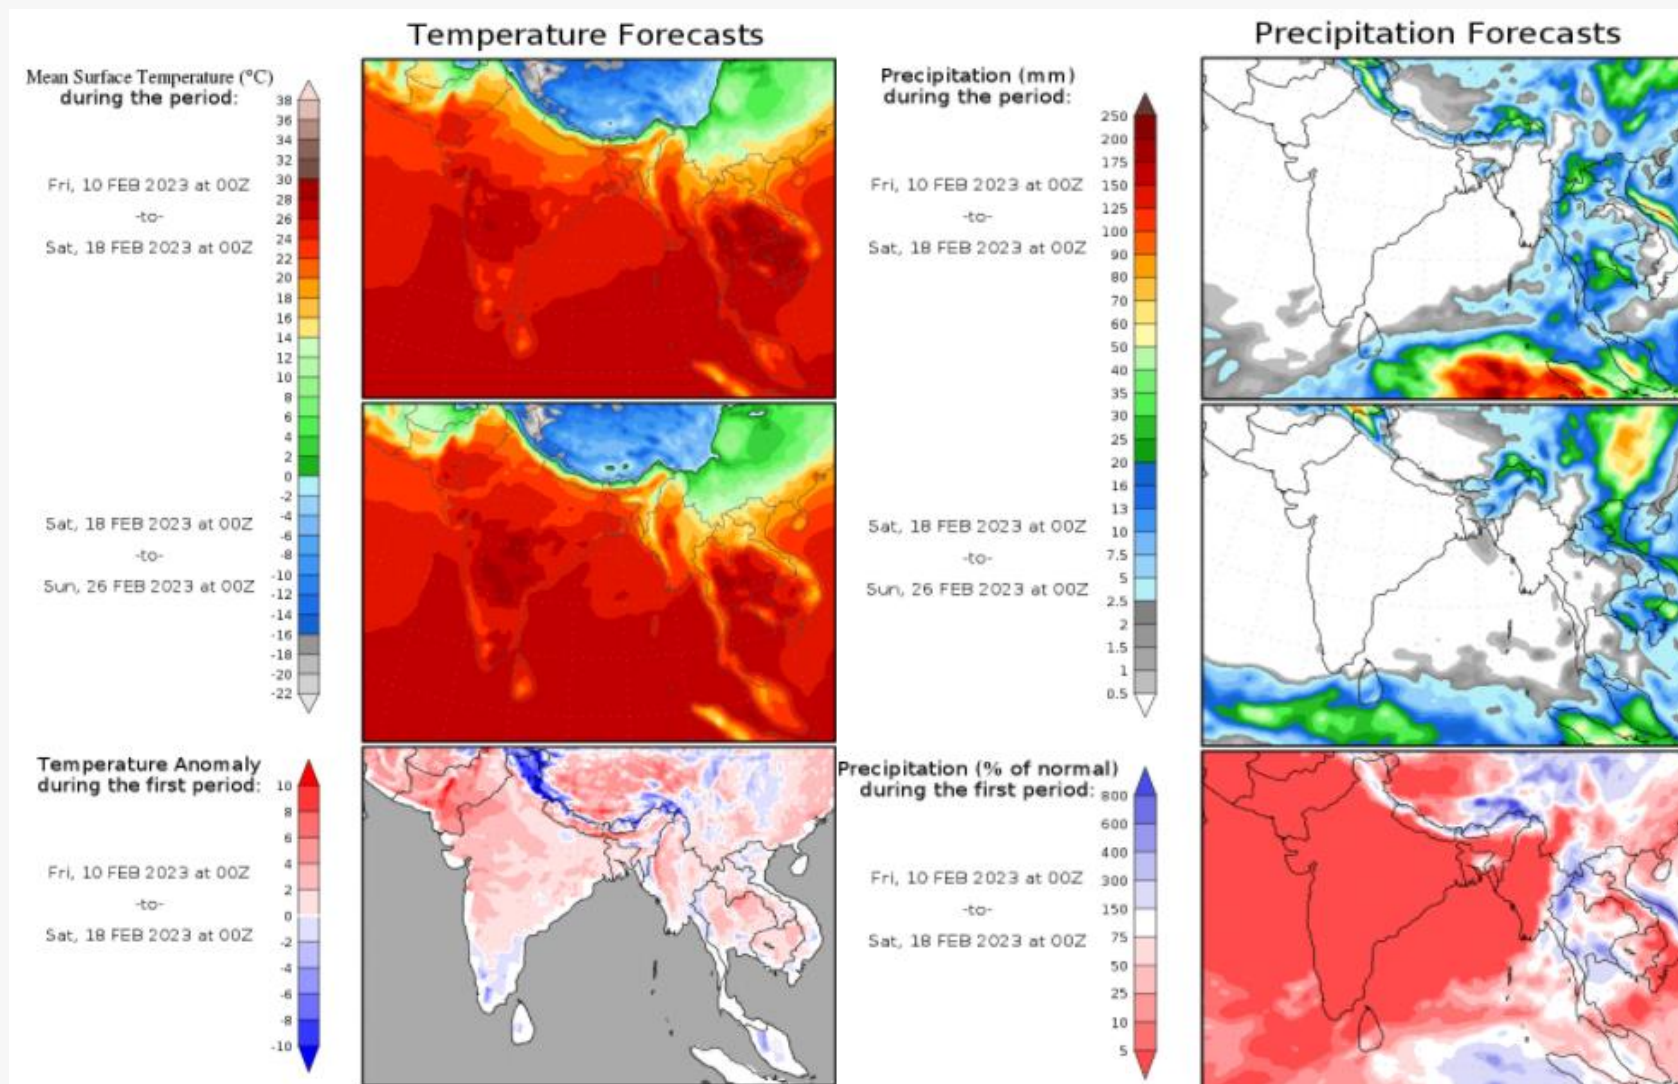 Temperature Forecasts
Mean Surface Temperature (°C)
during the period:
38
36
34
32
30
28
26
24
22
20
18
16
14
12
10
8
6
4
2
0
-2
-4
-6
-8
-10
-12
-14
-16
-18
-20
-22
Fri, 10 FEB 2023 at 00Z
-to-
Sat, 18 FEB 2023 at 00Z
Sat, 18 FEB 2023 at 00Z
-to-
Sun, 26 FEB 2023 at 00Z
Temperature Anomaly
during the first period:
10
8
6
4
2
0
-2
-4
-6
-8
-10
Fri, 10 FEB 2023 at 00Z
-to-
Sat, 18 FEB 2023 at 00Z
Precipitation Forecasts
Precipitation (mm)
during the period:
250
200
175
150
125
100
90
80
70
60
50
40
35
30
25
20
16
13
10
7.5
5
2.5
2
1.5
1
0.5
Fri, 10 FEB 2023 at 00Z
-to-
Sat, 18 FEB 2023 at 00Z
Sat, 18 FEB 2023 at 00Z
-to-
Sun, 26 FEB 2023 at 00Z
Precipitation (% of normal)
during the first period:
800
600
400
300
150
75
50
25
10
5
Fri, 10 FEB 2023 at 00Z
-to-
Sat, 18 FEB 2023 at 00Z